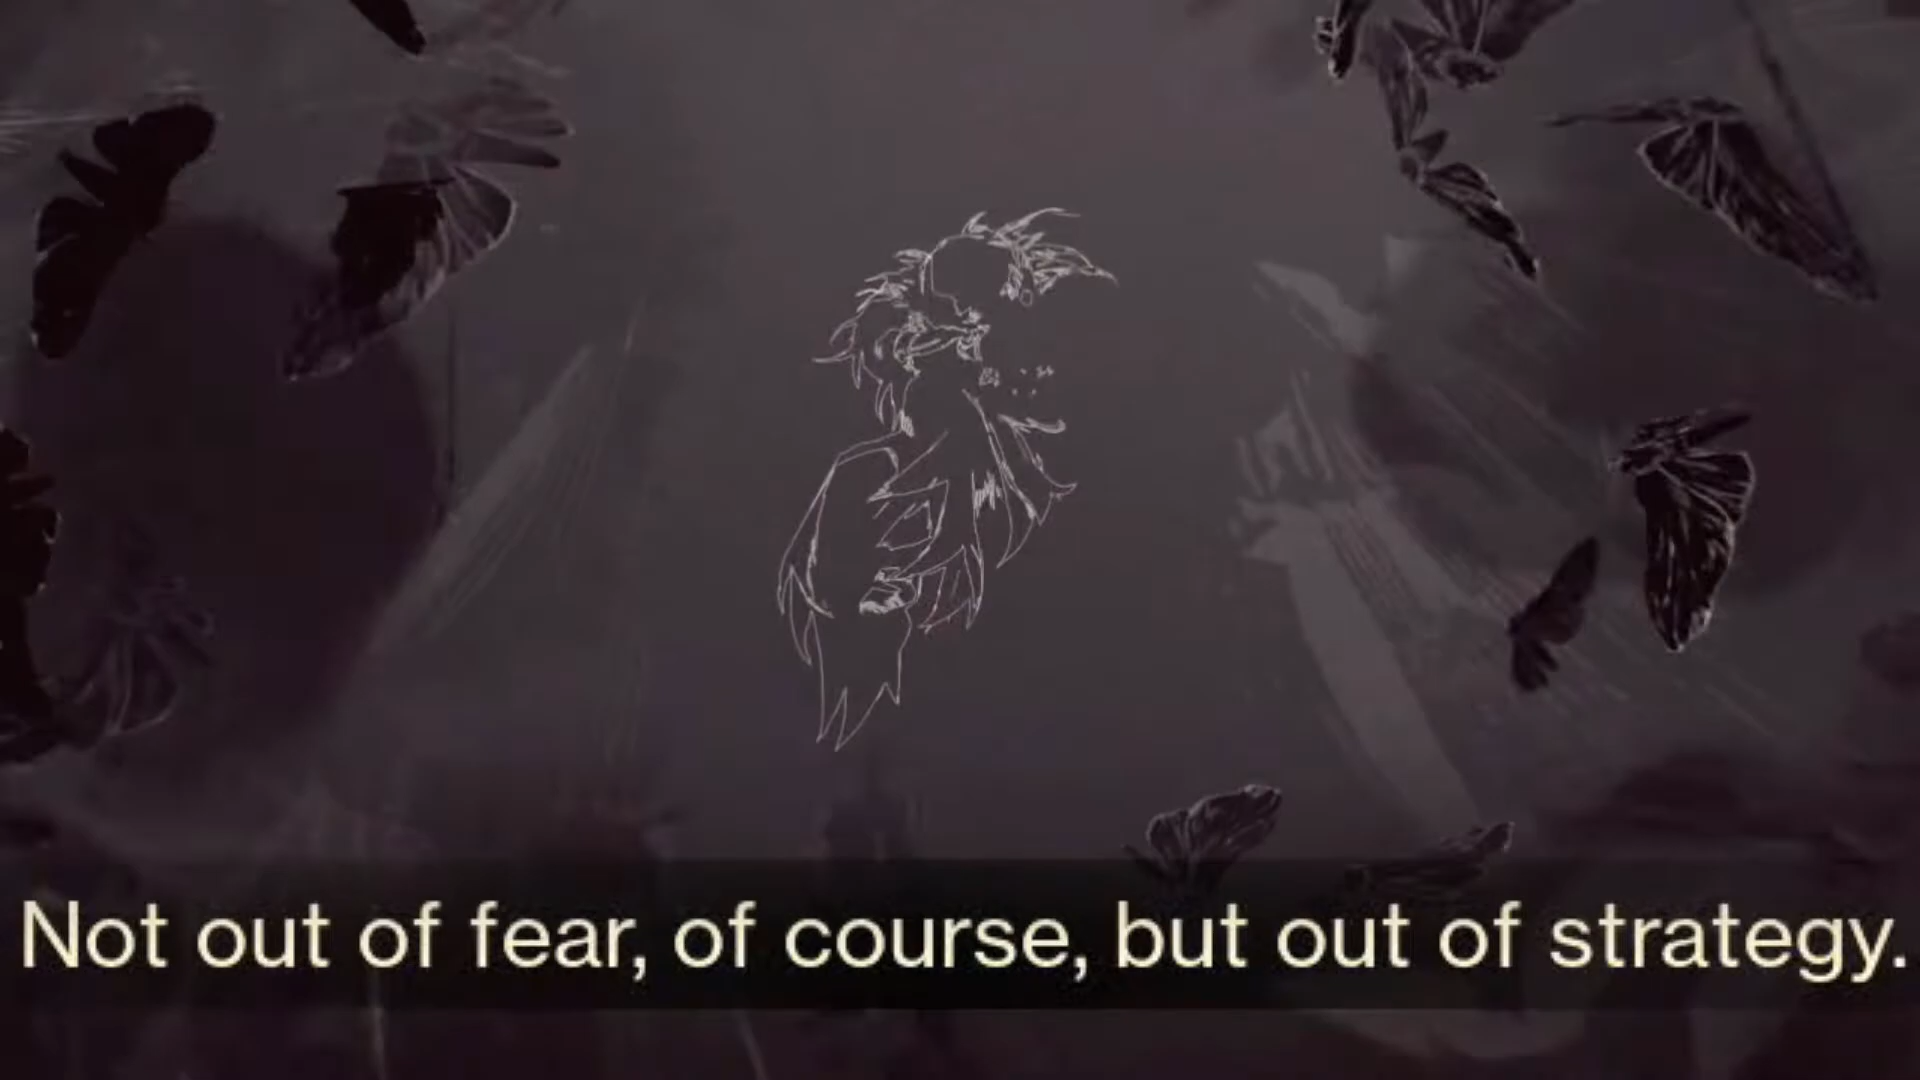 Not out of fear, of course, but out of strategy.